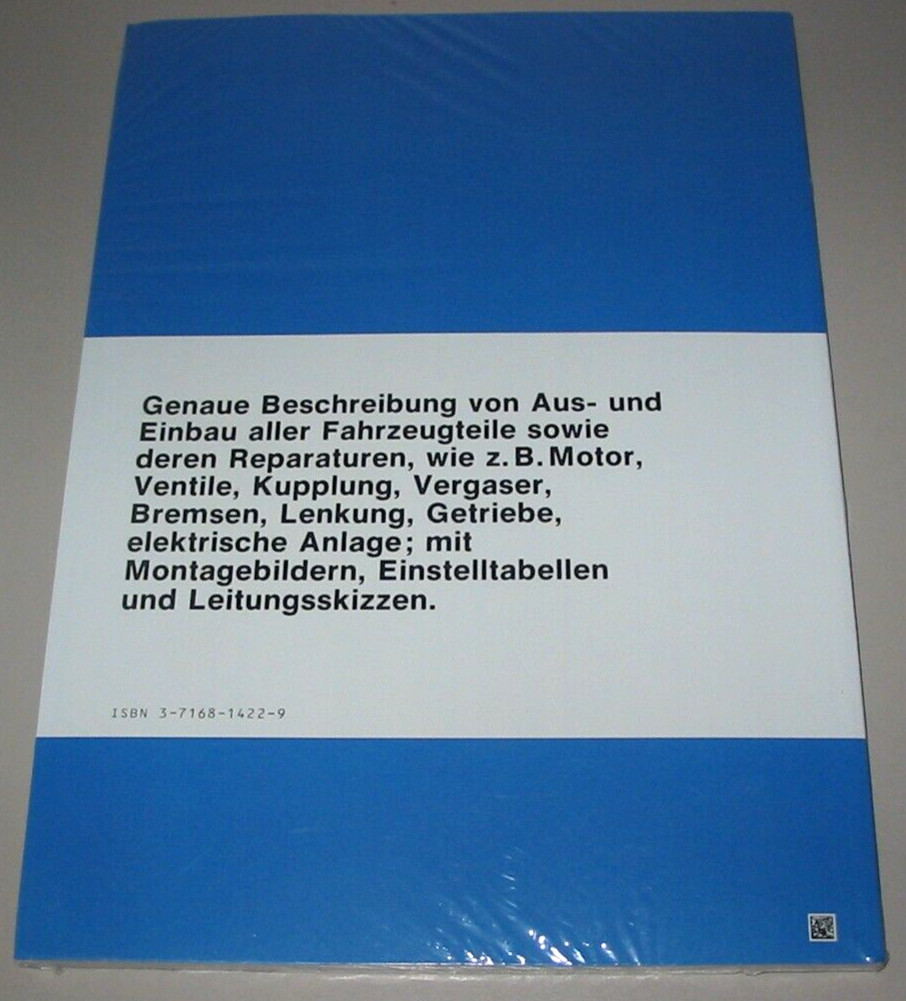 Genaue Beschreibung von Aus- und
Einbau aller Fahrzeugteile sowie
deren Reparaturen, wie z.B. Motor,
Ventile, Kupplung, Vergaser,
Bremsen, Lenkung, Getriebe,
elektrische Anlage; mit
Montagebildern, Einstelltabellen
und Leitungsskizzen.
ISBN 3-7168-1422-9